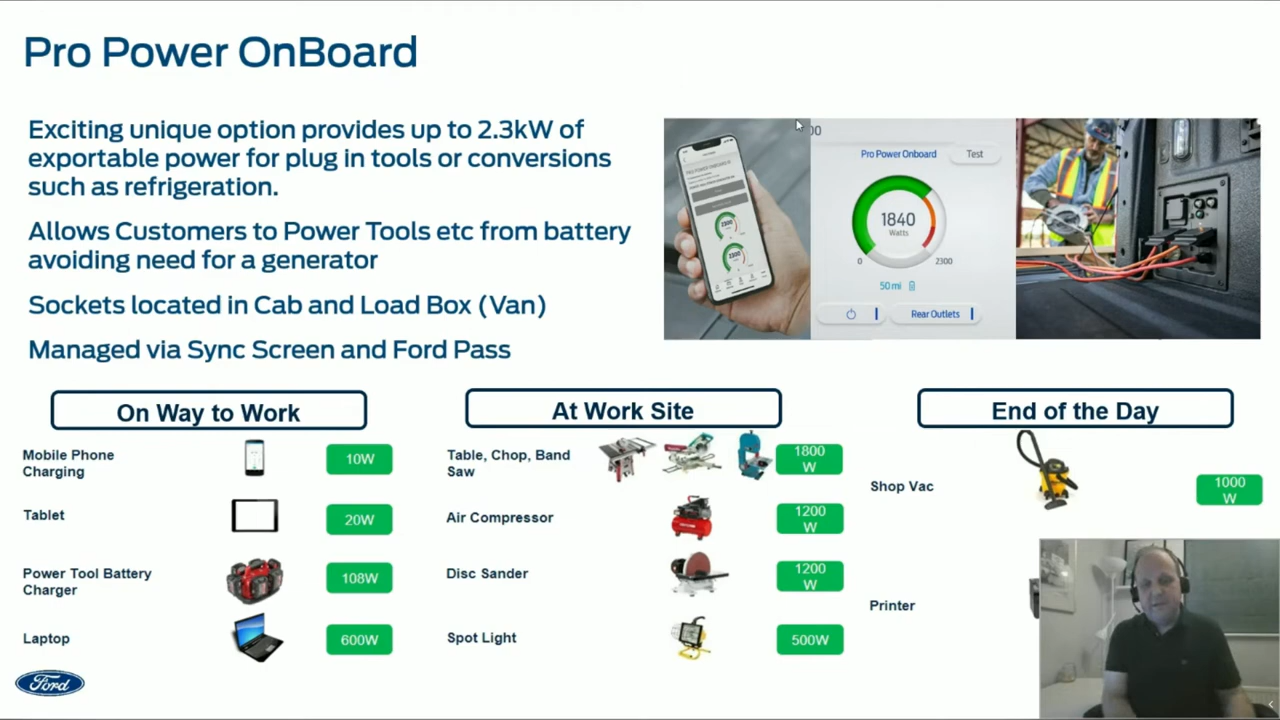 Pro Power OnBoard
Exciting unique option provides up to 2.3kW of
exportable power for plug in tools or conversions
such as refrigeration.
Allows Customers to Power Tools etc from battery
avoiding need for a generator
Sockets located in Cab and Load Box (Van)
Managed via Sync Screen and Ford Pass
2300
2300
00
Pro Power Onboard
Test
1840
Watts
0
2300
50 mi
Rear Outlets
On Way to Work
Mobile Phone
Charging
10W
Tablet
20W
Power Tool Battery
Charger
108W
Laptop
600W
At Work Site
Table, Chop, Band
Saw
1800
W
Air Compressor
1200
W
Disc Sander
1200
W
Spot Light
500W
End of the Day
Shop Vac
1000
W
Printer
Ford